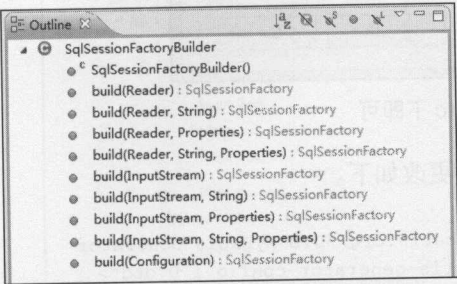 Outline
SqlSessionFactoryBuilder
SqlSessionFactoryBuilder()
build(Reader) : SqlSessionFactory
build(Reader, String) : SqlSessionFactory
build(Reader, Properties) : SqlSessionFactory
build(Reader, String, Properties) : SqlSessionFactory
build(InputStream) : SqlSessionFactory
build(InputStream, String) : SqlSessionFactory
build(InputStream, Properties) : SqlSessionFactory
build(InputStream, String, Properties) : SqlSessionFactory
build(Configuration) : SqlSessionFactory